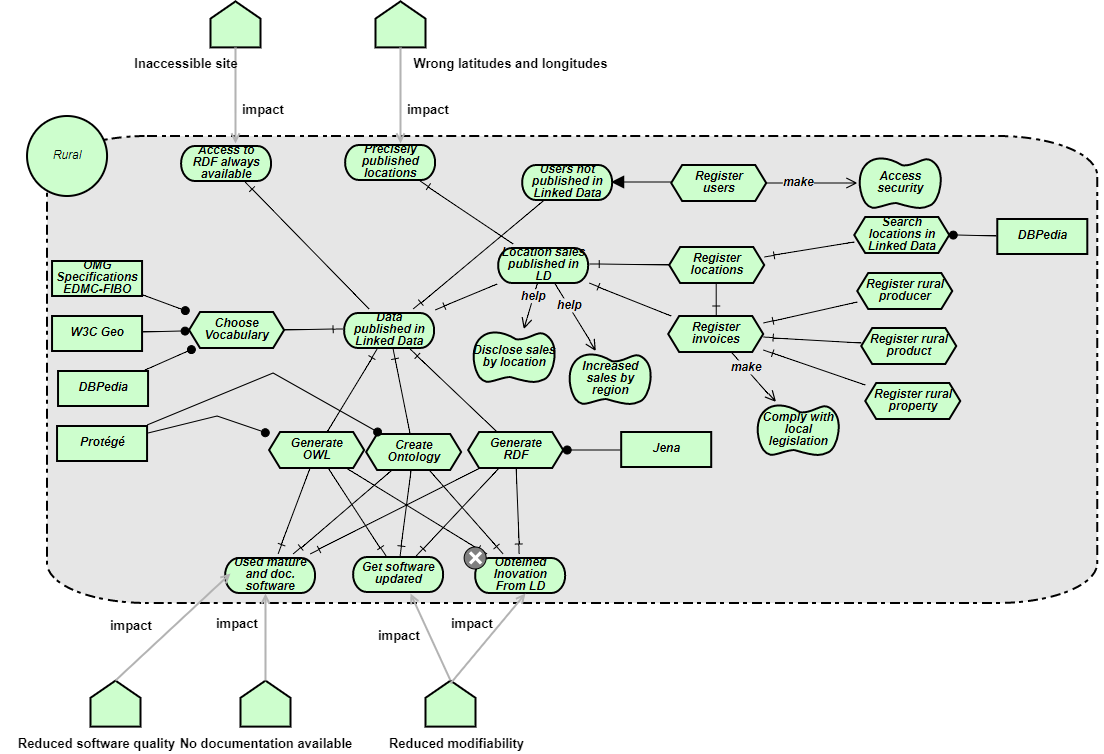 Inaccessible site
Wrong latitudes and longitudes
impact
impact
Rural
Access to
RDF always
available
Precisely
published
locations
Users not
published in
Linked Data
Register
users
make
Access
security
Search
locations in
Linked Data
DBPedia
Location sales
published in
LD
Register
locations
OMG
Specifications
EDMC-FIBO
help
help
Register rural
producer
W3C Geo
Choose
Vocabulary
Data
published in
Linked Data
Register
invoices
Register rural
product
Disclose sales
by location
Increased
sales by
region
make
DBPedia
Register rural
property
Protégé
Generate
OWL
Create
Ontology
Generate
RDF
Jena
Comply with
local
legislation
Used mature
and doc.
software
Get software
updated
Obteined
Inovation
From LD
impact
impact
impact
impact
Reduced software quality
No documentation available
Reduced modifiability